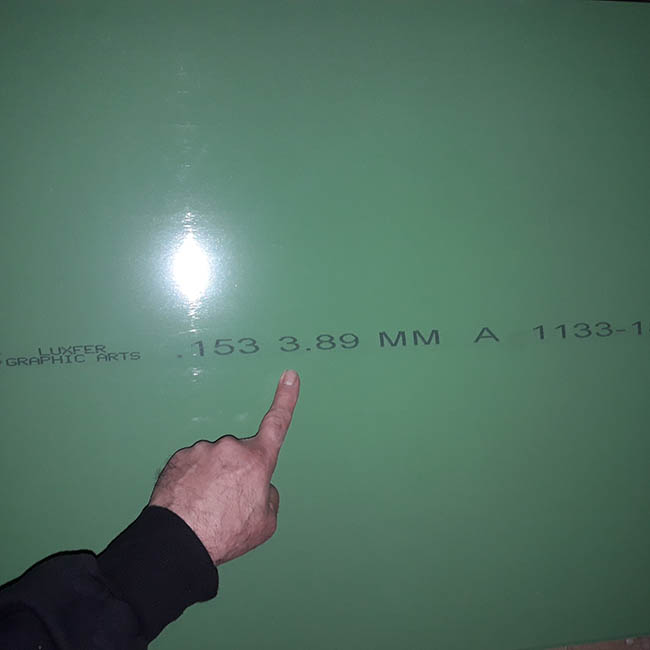 LUXFER
GRAPHIC ARTS
.153 3.89 MM A 1133-1